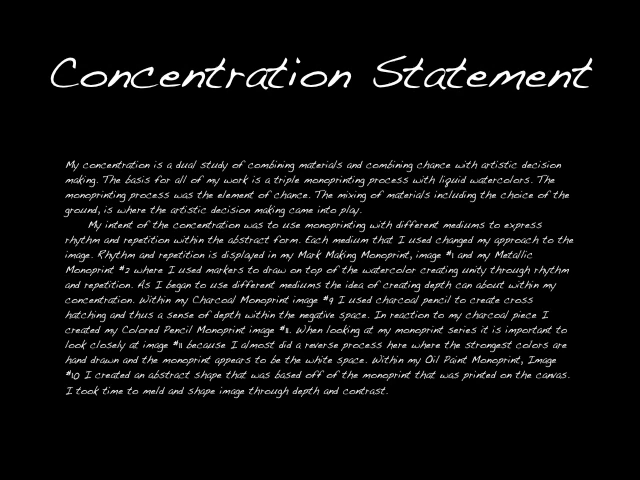 Concentration Statement
My concentration is a dual study of combining materials and combining chance with artistic decision
making. The basis for all of my work is a triple monoprinting process with liquid watercolors. The
monoprinting process was the element of chance. The mixing of materials including the choice of the
ground, is where the artistic decision making came into play.
My intent of the concentration was to use monoprinting with different mediums to express
rhythm and repetition within the abstract form. Each medium that I used changed my approach to the
image. Rhythm and repetition is displayed in my Mark Making Monoprint, image #1 and my Metallic
Monoprint #2 where I used markers to draw on top of the watercolor creating unity through rhythm
and repetition. As I began to use different mediums the idea of creating depth can about within my
concentration. Within my Charcoal Monoprint image #9 I used charcoal pencil to create cross
hatching and thus a sense of depth within the negative space. In reaction to my charcoal piece I
created my Colored Pencil Monoprint image #8. When looking at my monoprint series it is important to
look closely at image #8 because I almost did a reverse process here where the strongest colors are
hand drawn and the monoprint appears to be the white space. Within my Oil Paint Monoprint, Image
#10 I created an abstract shape that was based off of the monoprint that was printed on the canvas.
I took time to meld and shape image through depth and contrast.